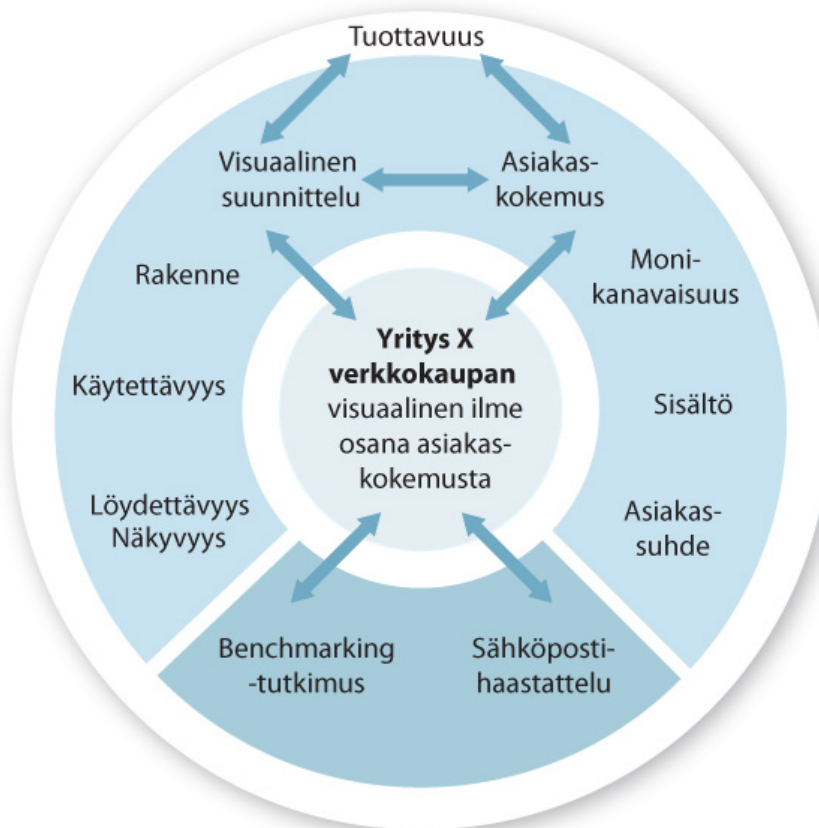 Tuottavuus
Visuaalinen
suunnittelu
Asiakas-
kokemus
Rakenne
Moni-
kanavaisuus
Yritys X
verkkokaupan
visuaalinen ilme
osana asiakas-
kokemusta
Käytettävyys
Sisältö
Löydettävyys
Näkyvyys
Asiakas-
suhde
Benchmarking
-tutkimus
Sähköposti-
haastattelu